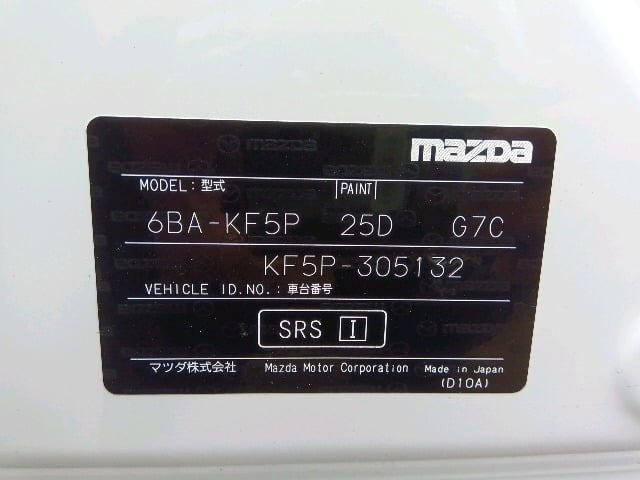 mazda
MODEL:型式 PAINT
6BA-KF5P 25D G7C
KF5P-305132
VEHICLE ID.NO.:車台番号
SRS I
マツダ株式会社 Mazda Motor Corporation Made in Japan
(D10A)